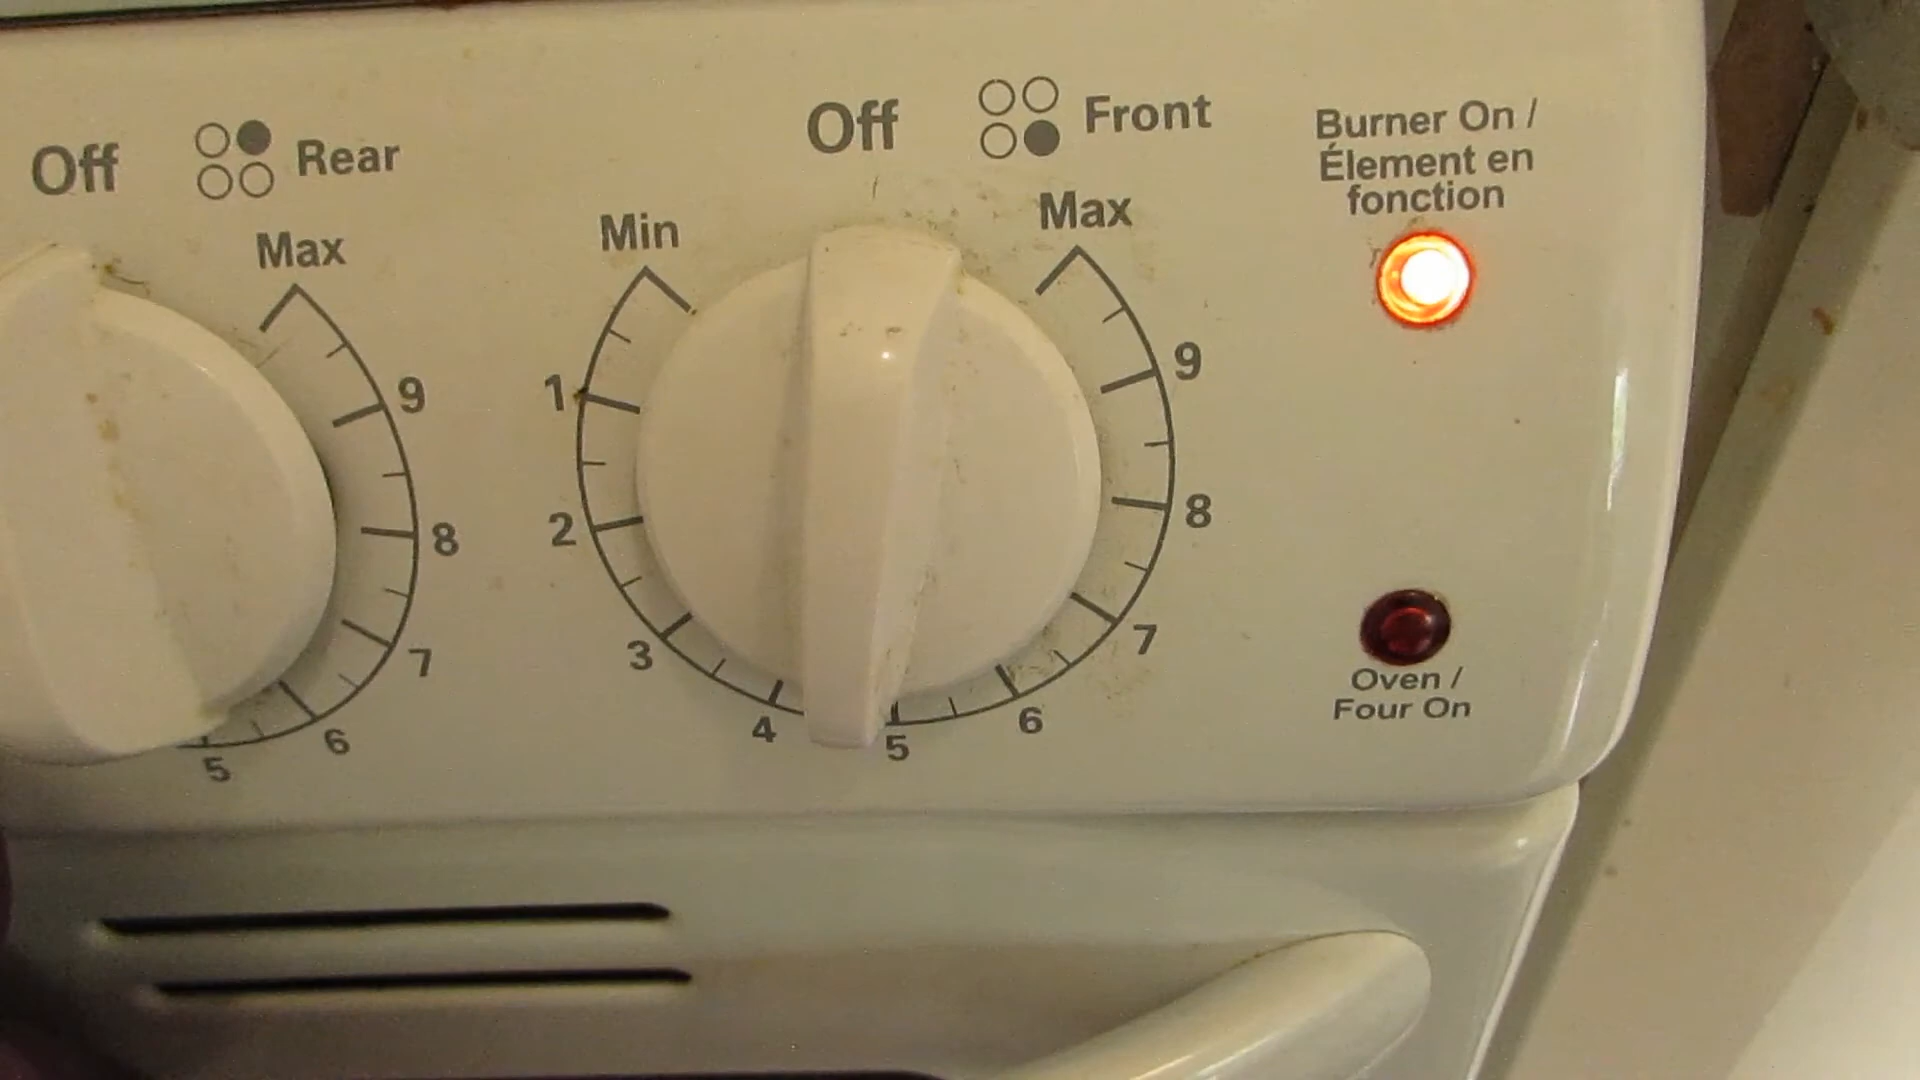 Off Rear
Max
9
8
7
6
5
Off Front
Min
Max
1
2
3
4
5
6
7
8
9
Burner On /
Élement en
fonction
Oven /
Four On